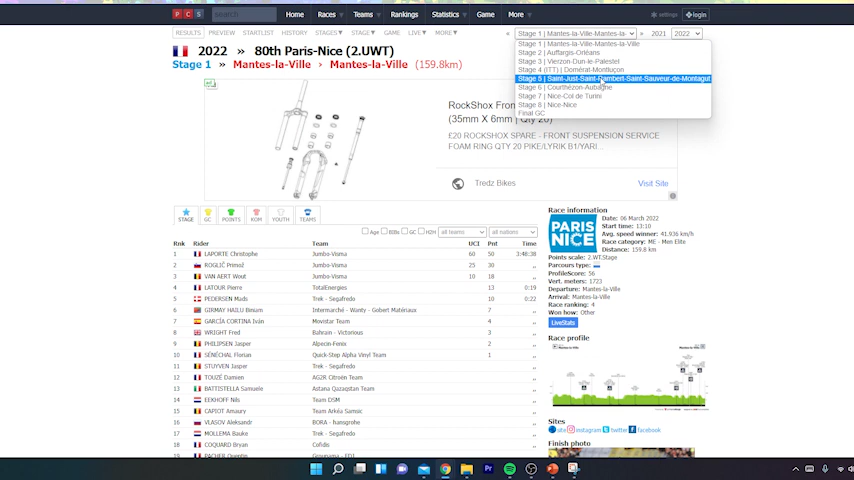 P C S Search Home Races Teams Rankings Statistics Game More settings login
RESULTS PREVIEW STARTLIST HISTORY STAGES STAGE GAME LIVE MORE
« Stage 1 | Mantes-la-Ville-Mantes-la- » 2021 2022
Stage 1 | Mantes-la-Ville-Mantes-la-Ville
Stage 2 | Auffargis-Orléans
Stage 3 | Vierzon-Dun-le-Palestel
Stage 4 (ITT) | Domérat-Montluçon
Stage 5 | Saint-Just-Saint-Rambert-Saint-Sauveur-de-Montagut
Stage 6 | Courthézon-Aubagne
Stage 7 | Nice-Col de Turini
Stage 8 | Nice-Nice
Final GC
2022 » 80th Paris-Nice (2.UWT)
Stage 1 » Mantes-la-Ville › Mantes-la-Ville (159.8km)
RockShox
(35mm X 6mm | Qty 20)
£20 ROCKSHOX SPARE - FRONT SUSPENSION SERVICE
FOAM RING QTY 20 PIKE/LYRIK B1/YARI...
Tredz Bikes Visit Site
STAGE GC POINTS KOM YOUTH TEAMS
Age BIBs GC H2H all teams all nations
Rnk Rider Team UCI Pnt Time
1 LAPORTE Christophe Jumbo-Visma 60 50 3:48:38
2 ROGLIČ Primož Jumbo-Visma 25 30 ,,
3 VAN AERT Wout Jumbo-Visma 10 18 ,,
4 LATOUR Pierre TotalEnergies 13 0:19
5 PEDERSEN Mads Trek - Segafredo 10 0:22
6 GIRMAY HAILU Biniam Intermarché - Wanty - Gobert Matériaux 7 ,,
7 GARCÍA CORTINA Iván Movistar Team 4 ,,
8 WRIGHT Fred Bahrain - Victorious 3 ,,
9 PHILIPSEN Jasper Alpecin-Fenix 2 ,,
10 SÉNÉCHAL Florian Quick-Step Alpha Vinyl Team 1 ,,
11 STUYVEN Jasper Trek - Segafredo ,,
12 TOUZÉ Damien AG2R Citroën Team ,,
13 BATTISTELLA Samuele Astana Qazaqstan Team ,,
14 EEKHOFF Nils Team DSM ,,
15 CAPIOT Amaury Team Arkéa Samsic ,,
16 VLASOV Aleksandr BORA - hansgrohe ,,
17 MOLLEMA Bauke Trek - Segafredo ,,
18 COQUARD Bryan Cofidis ,,
19 PACHER Quentin Groupama - FDJ ,,
Race information
PARIS NICE
Date: 06 March 2022
Start time: 13:10
Avg. speed winner: 41.936 km/h
Race category: ME - Men Elite
Distance: 159.8 km
Points scale: 2.WT.Stage
Parcours type:
ProfileScore: 56
Vert. meters: 1723
Departure: Mantes-la-Ville
Arrival: Mantes-la-Ville
Race ranking: 4
Won how: Other
LiveStats
Race profile
Sites
site instagram twitter facebook
Finish photo